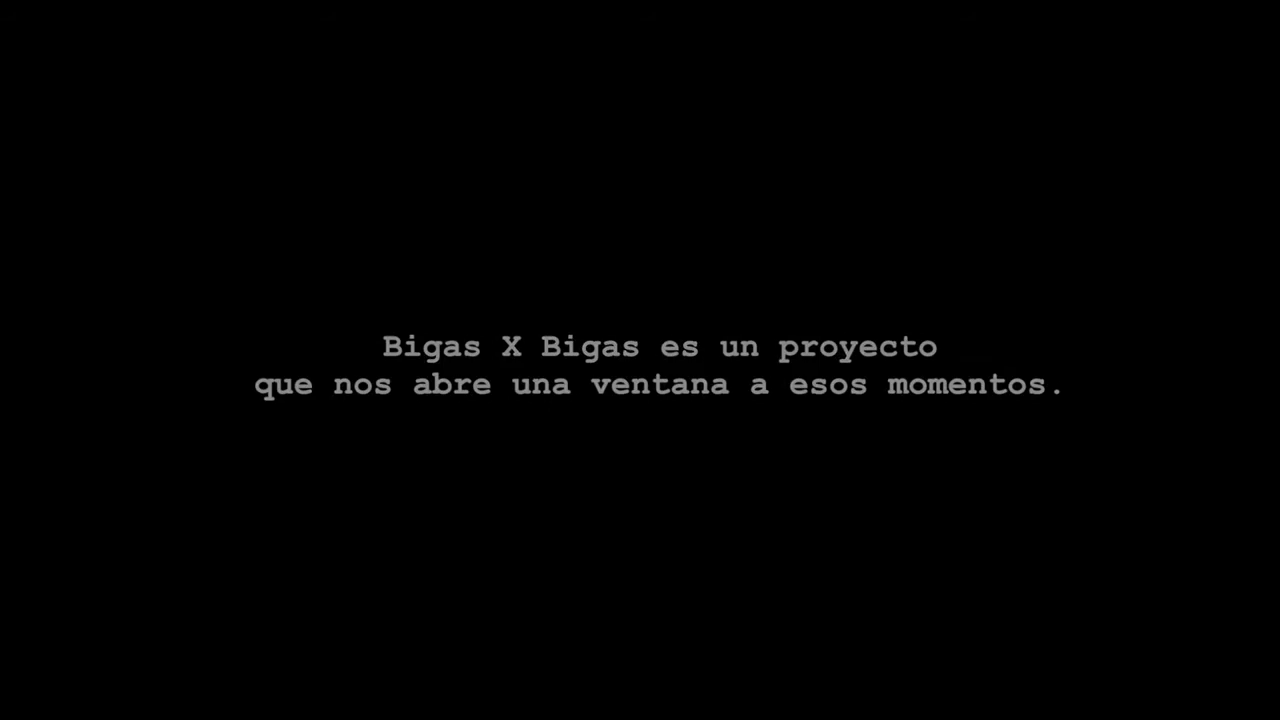 Bigas X Bigas es un proyecto
que nos abre una ventana a esos momentos.